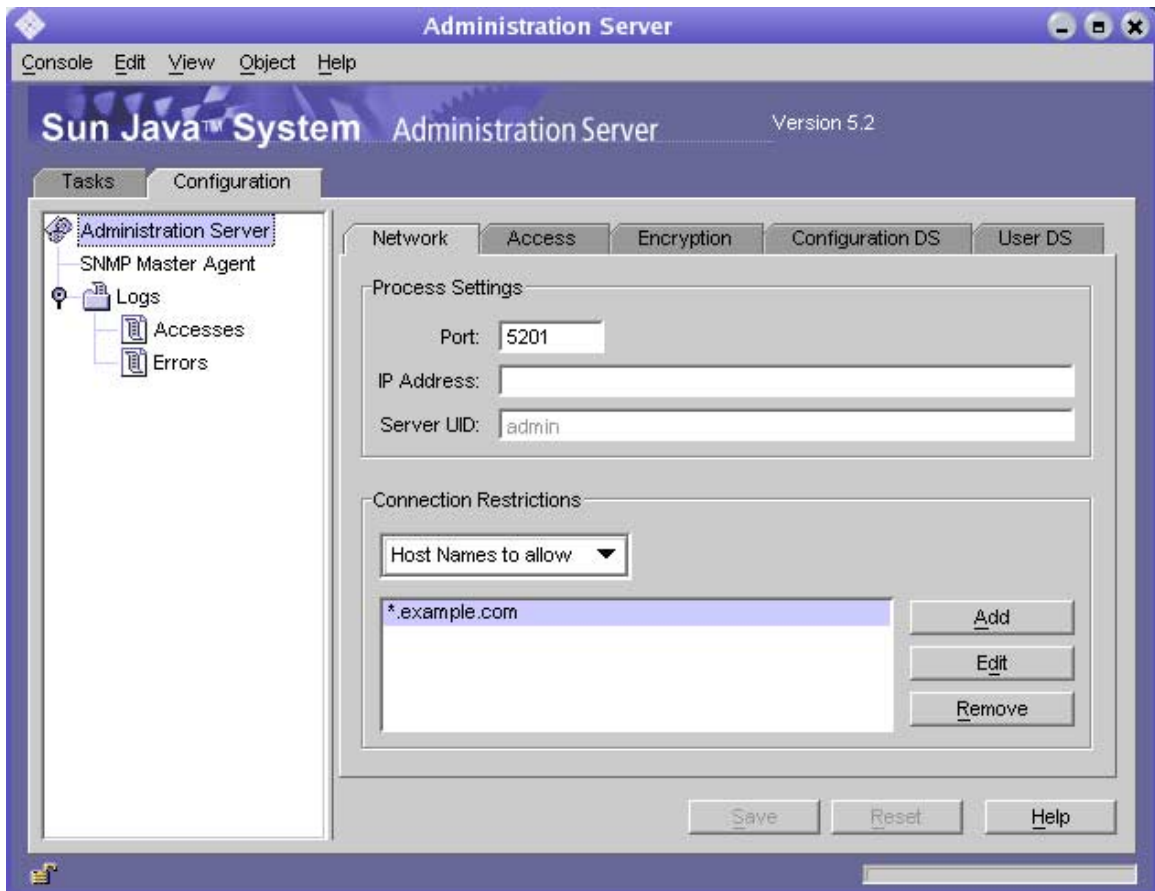 Administration Server
Console Edit View Object Help
Sun Java™ System Administration Server Version 5.2
Tasks Configuration
Administration Server
SNMP Master Agent
Logs
Accesses
Errors
Network Access Encryption Configuration DS User DS
Process Settings
Port: 5201
IP Address:
Server UID: admin
Connection Restrictions
Host Names to allow
*.example.com
Add
Edit
Remove
Save Reset Help